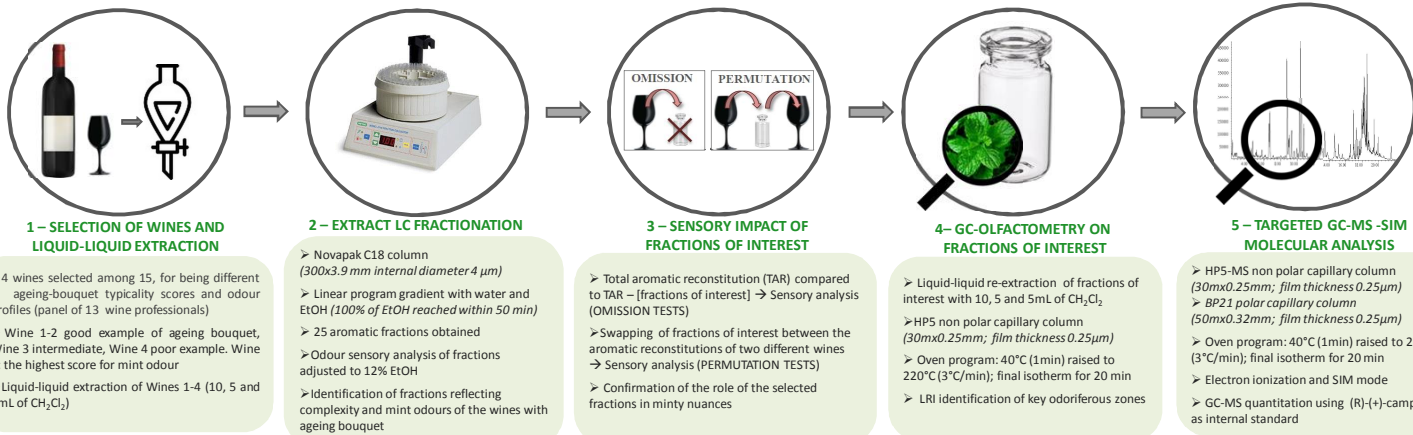 OMISSION
PERMUTATION
1 – SELECTION OF WINES AND
LIQUID-LIQUID EXTRACTION
4 wines selected among 15, for being different
ageing-bouquet typicality scores and odour
(panel of 13 wine professionals)
Wine 1-2 good example of ageing bouquet,
3 intermediate, Wine 4 poor example. Wine
the highest score for mint odour
Liquid-liquid extraction of Wines 1-4 (10, 5 and
mL of CH₂Cl₂)
2 – EXTRACT LC FRACTIONATION
➢ Novapak C18 column
(300x3.9 mm internal diameter 4 µm)
➢ Linear program gradient with water and
EtOH (100% of EtOH reached within 50 min)
➢ 25 aromatic fractions obtained
➢Odour sensory analysis of fractions
adjusted to 12% EtOH
➢Identification of fractions reflecting
complexity and mint odours of the wines with
ageing bouquet
3 – SENSORY IMPACT OF
FRACTIONS OF INTEREST
➢ Total aromatic reconstitution (TAR) compared
to TAR – [fractions of interest] → Sensory analysis
(OMISSION TESTS)
➢Swapping of fractions of interest between the
aromatic reconstitutions of two different wines
→ Sensory analysis (PERMUTATION TESTS)
➢ Confirmation of the role of the selected
fractions in minty nuances
4– GC-OLFACTOMETRY ON
FRACTIONS OF INTEREST
➢ Liquid-liquid re-extraction of fractions of
interest with 10, 5 and 5mL of CH₂Cl₂
➢HP5 non polar capillary column
(30mx0.25mm; film thickness 0.25µm)
➢ Oven program: 40°C (1min) raised to
220°C (3°C/min); final isotherm for 20 min
➢ LRI identification of key odoriferous zones
5 – TARGETED GC-MS -SIM
MOLECULAR ANALYSIS
➢ HP5-MS non polar capillary column
(30mx0.25mm; film thickness 0.25µm)
➢ BP21 polar capillary column
(50mx0.32mm; film thickness 0.25µm)
➢ Oven program: 40°C (1min) raised to 2
(3°C/min); final isotherm for 20 min
➢ Electron ionization and SIM mode
➢ GC-MS quantitation using (R)-(+)-camp
as internal standard